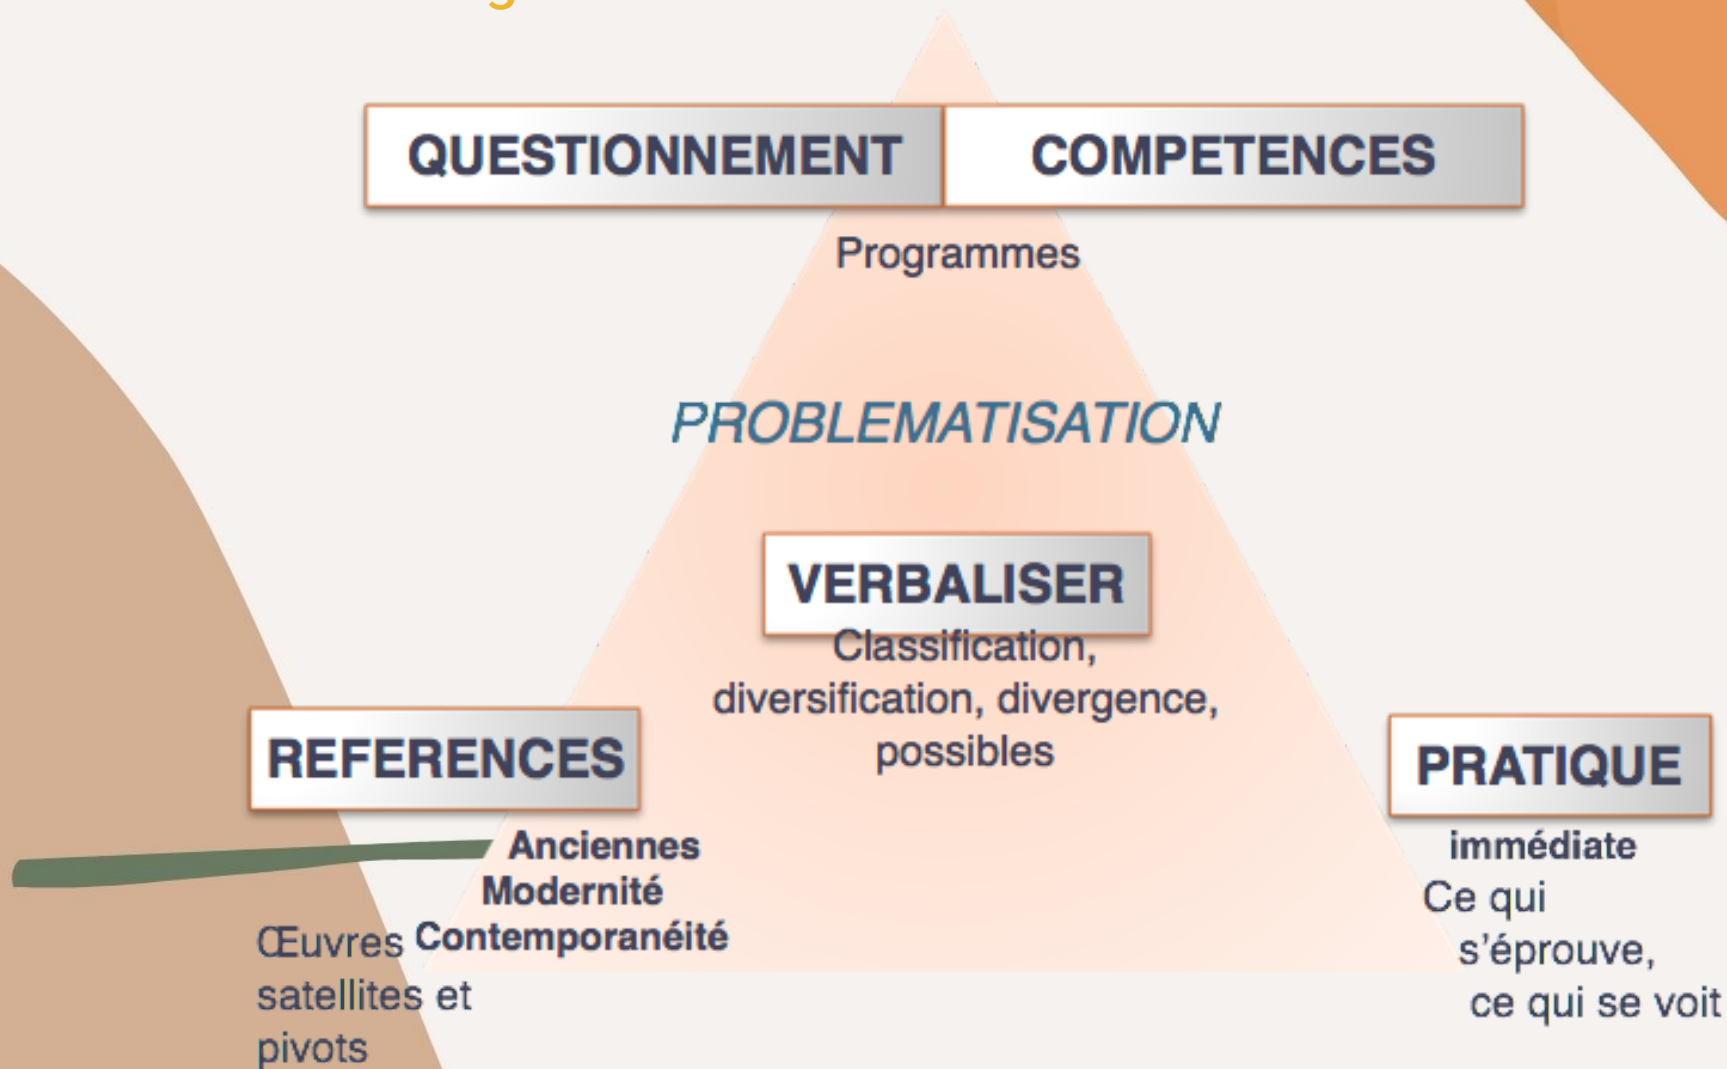 QUESTIONNEMENT COMPETENCES
Programmes
PROBLEMATISATION
VERBALISER
Classification,
diversification, divergence,
possibles
REFERENCES
Anciennes
Modernité
Contemporanéité
Œuvres
satellites et
pivots
PRATIQUE
immédiate
Ce qui
s'éprouve,
ce qui se voit